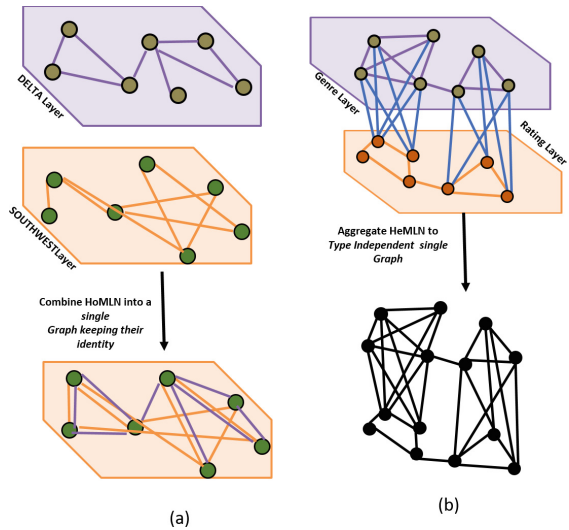 DELTA Layer
SOUTHWESTLayer
Combine HoMLN into a
single
Graph keeping their
identity
(a)
Genre Layer
Rating Layer
Aggregate HeMLN to
Type Independent single
Graph
(b)